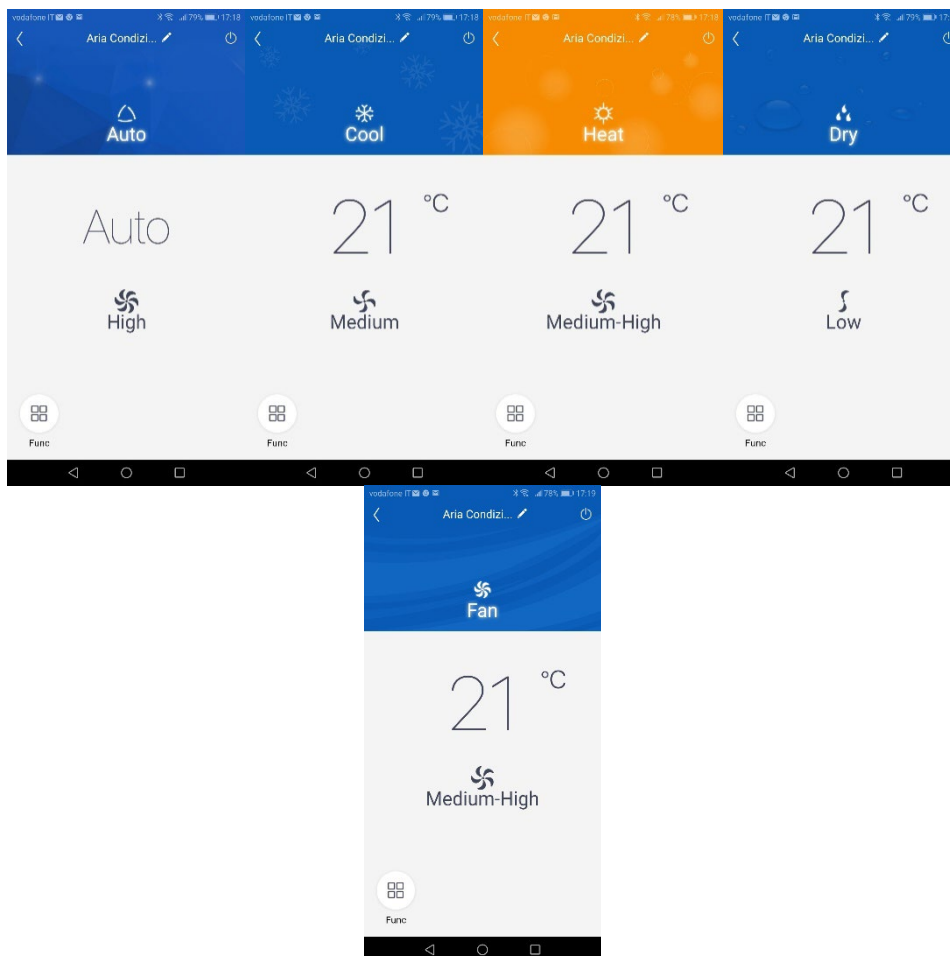 vodafone IT 79% 17:18
Aria Condizi...
Auto
Auto
High
Func
vodafone IT 79% 17:18
Aria Condizi...
Cool
21 °C
Medium
Func
vodafone IT 78% 17:18
Aria Condizi...
Heat
21 °C
Medium-High
Func
vodafone IT 79% 17:
Aria Condizi...
Dry
21 °C
Low
Func
vodafone IT 78% 17:19
Aria Condizi...
Fan
21 °C
Medium-High
Func